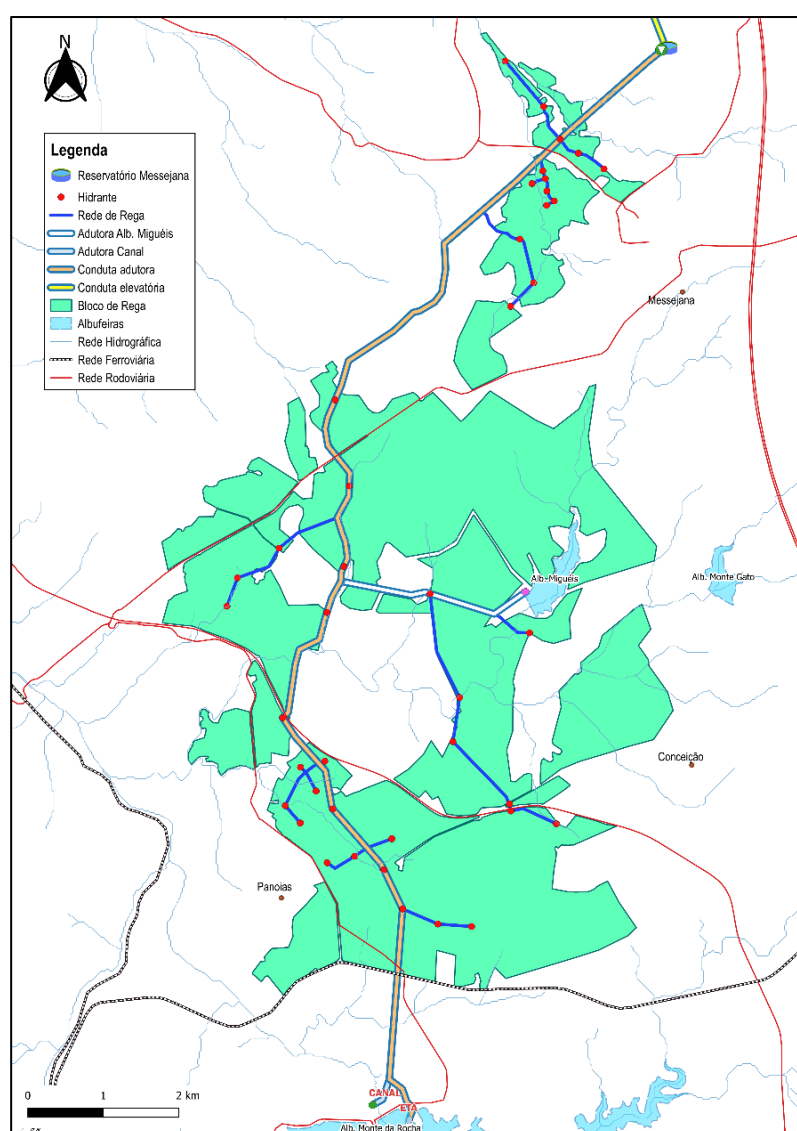 N
Legenda
Reservatório Messejana
Hidrante
Rede de Rega
Adutora Alb. Miguéis
Adutora Canal
Conduta adutora
Conduta elevatória
Bloco de Rega
Albufeiras
Rede Hidrográfica
Rede Ferroviária
Rede Rodoviária
Messejana
Alb. Miguéis
Alb. Monte Gato
Conceição
Panoias
0 1 2 km
CANAL
ETA
Alb. Monte da Rocha